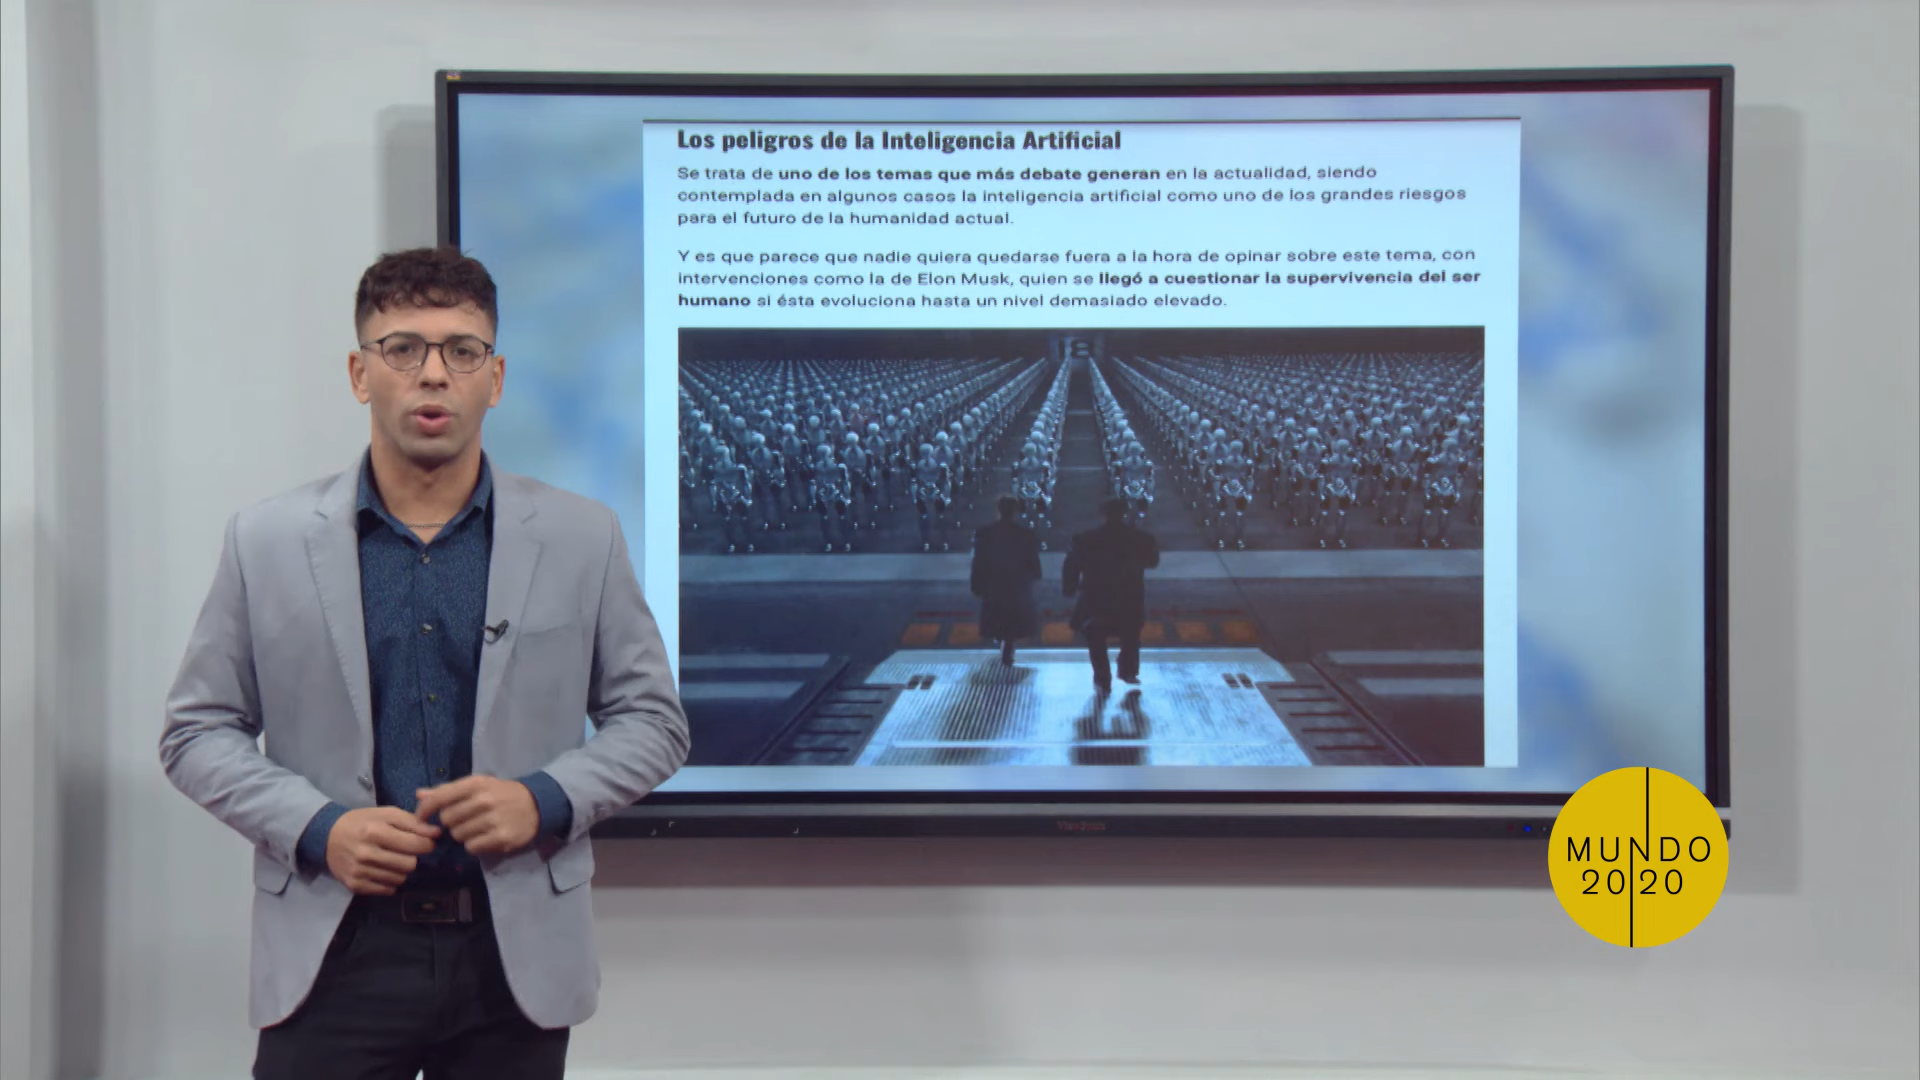 Los peligros de la Inteligencia Artificial
Se trata de uno de los temas que más debate generan en la actualidad, siendo
contemplada en algunos casos la inteligencia artificial como uno de los grandes riesgos
para el futuro de la humanidad actual.
Y es que parece que nadie quiera quedarse fuera a la hora de opinar sobre este tema, con
intervenciones como la de Elon Musk, quien se llegó a cuestionar la supervivencia del ser
humano si ésta evoluciona hasta un nivel demasiado elevado.
ViewSonic
MUNDO
2020